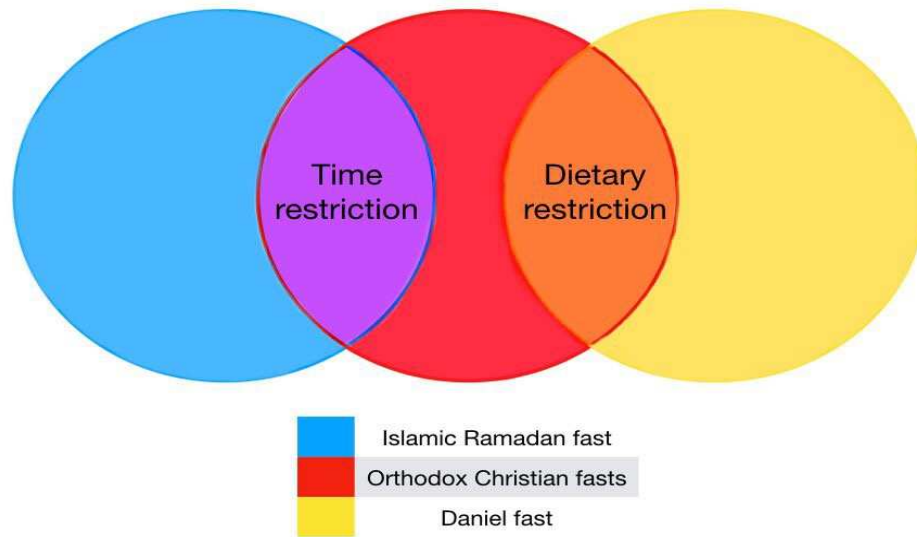 Time
restriction
Dietary
restriction
Islamic Ramadan fast
Orthodox Christian fasts
Daniel fast